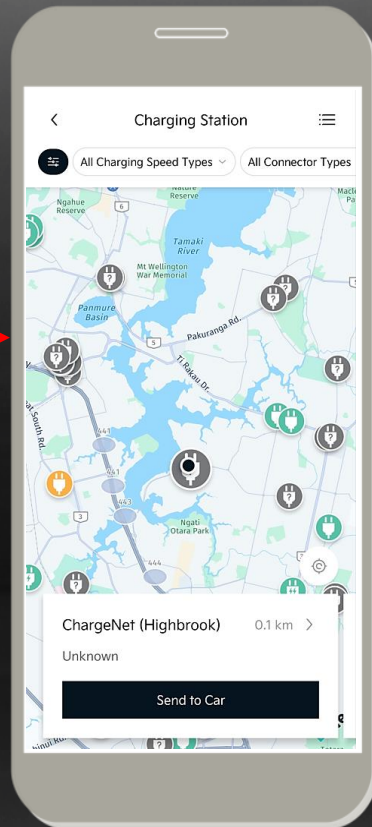 Charging Station
All Charging Speed Types
All Connector Types
Ngahue
Reserve
6
Nature
Reserve
Tamaki
River
Mt Wellington
War Memorial
Panmure
Basin
5
Pakuranga Rd.
Ti Rakau Dr.
441
441
443
3
Ngati
Otara Park
444
ChargeNet (Highbrook)
0.1 km
Unknown
Send to Car